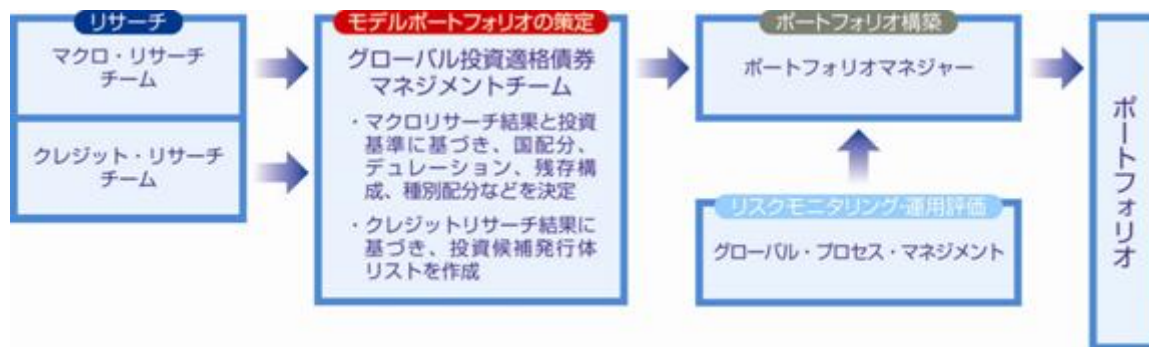 リサーチ
マクロ・リサーチ
チーム
クレジット・リサーチ
チーム
モデルポートフォリオの策定
グローバル投資適格債券
マネジメントチーム
・マクロリサーチ結果と投資
基準に基づき、国配分、
デュレーション、残存構
成、種別配分などを決定
・クレジットリサーチ結果に
基づき、投資候補発行体
リストを作成
ポートフォリオ構築
ポートフォリオマネジャー
リスクモニタリング・運用評価
グローバル・プロセス・マネジメント
ポートフォリオ